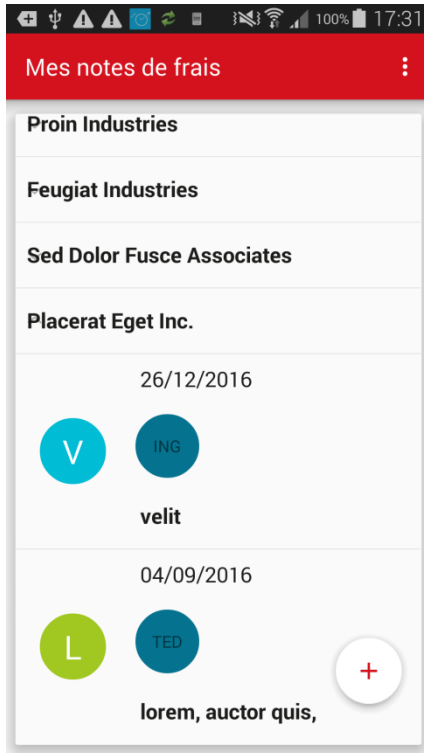 100% 17:31
Mes notes de frais
Proin Industries
Feugiat Industries
Sed Dolor Fusce Associates
Placerat Eget Inc.
26/12/2016
V
ING
velit
04/09/2016
L
TED
+
lorem, auctor quis,